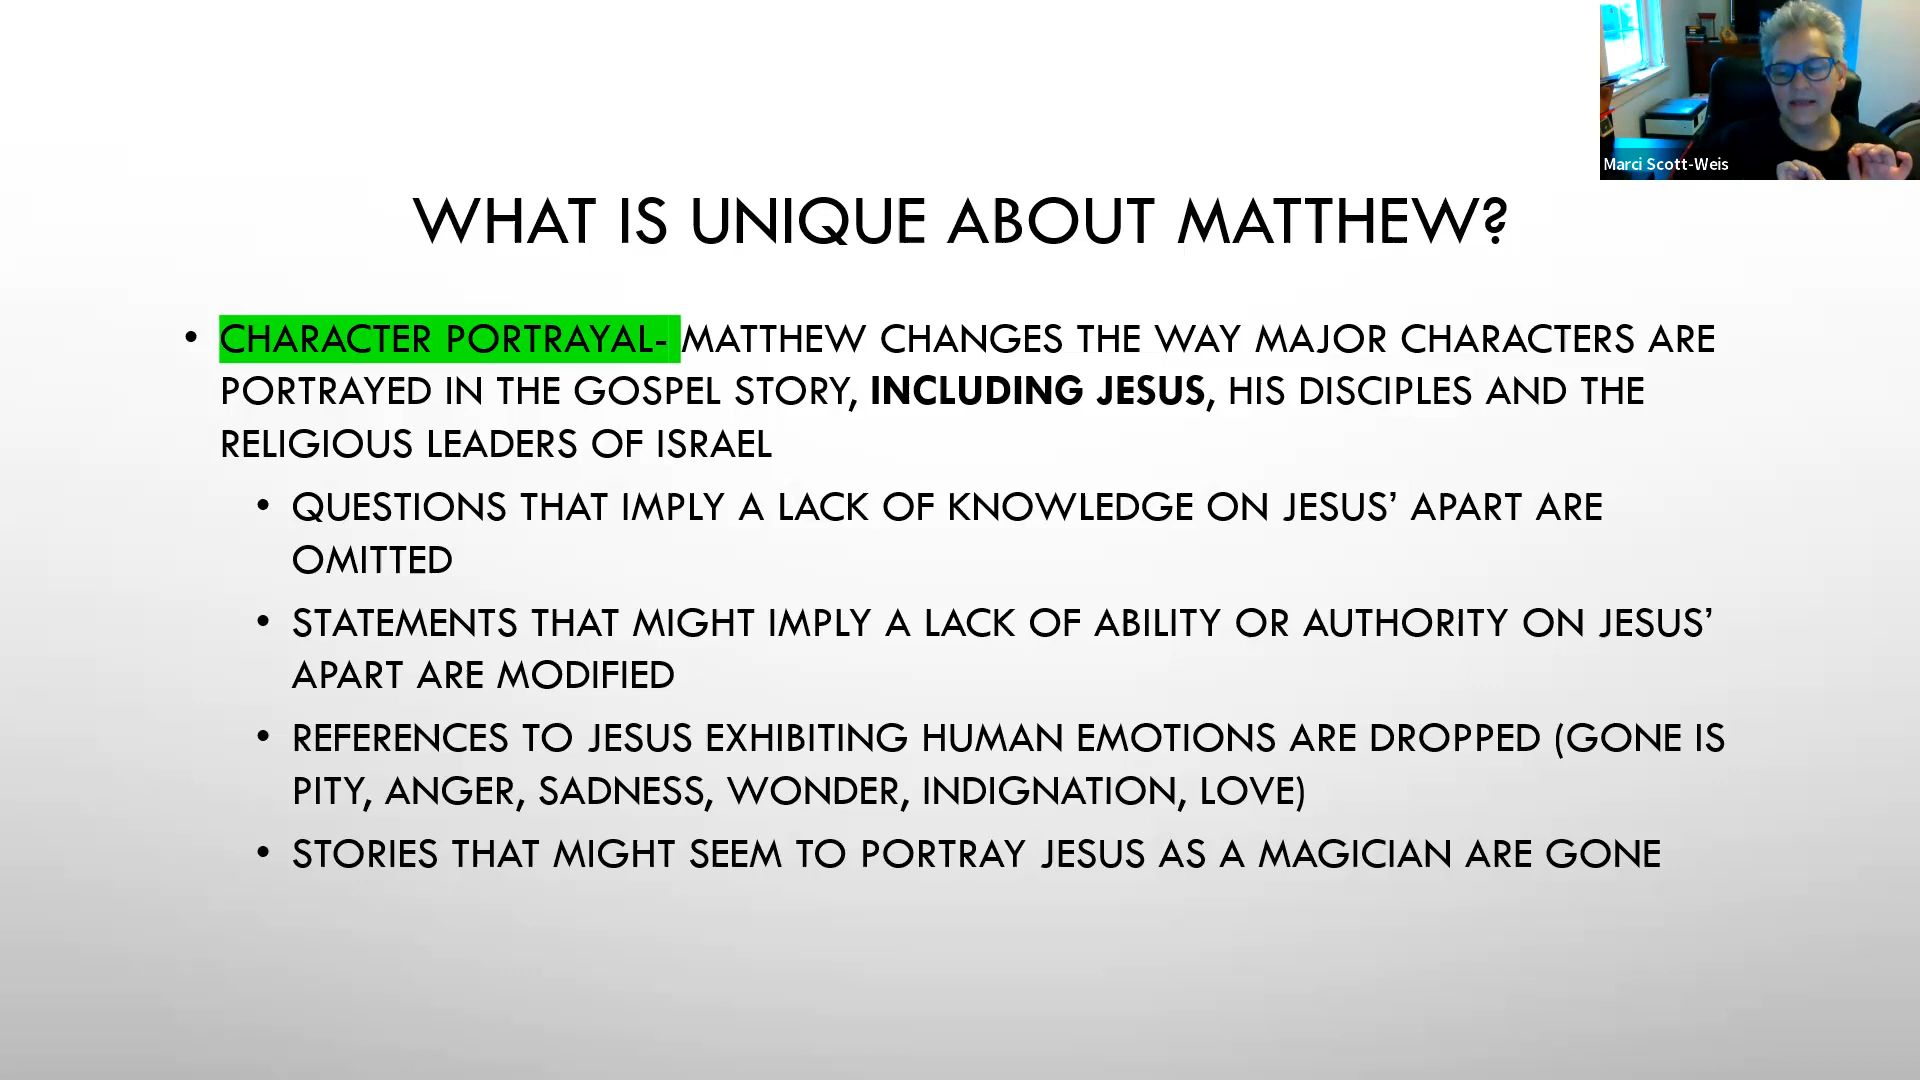 Marci Scott-Weis
WHAT IS UNIQUE ABOUT MATTHEW?
• CHARACTER PORTRAYAL- MATTHEW CHANGES THE WAY MAJOR CHARACTERS ARE
PORTRAYED IN THE GOSPEL STORY, INCLUDING JESUS, HIS DISCIPLES AND THE
RELIGIOUS LEADERS OF ISRAEL
• QUESTIONS THAT IMPLY A LACK OF KNOWLEDGE ON JESUS’ APART ARE
OMITTED
• STATEMENTS THAT MIGHT IMPLY A LACK OF ABILITY OR AUTHORITY ON JESUS’
APART ARE MODIFIED
• REFERENCES TO JESUS EXHIBITING HUMAN EMOTIONS ARE DROPPED (GONE IS
PITY, ANGER, SADNESS, WONDER, INDIGNATION, LOVE)
• STORIES THAT MIGHT SEEM TO PORTRAY JESUS AS A MAGICIAN ARE GONE